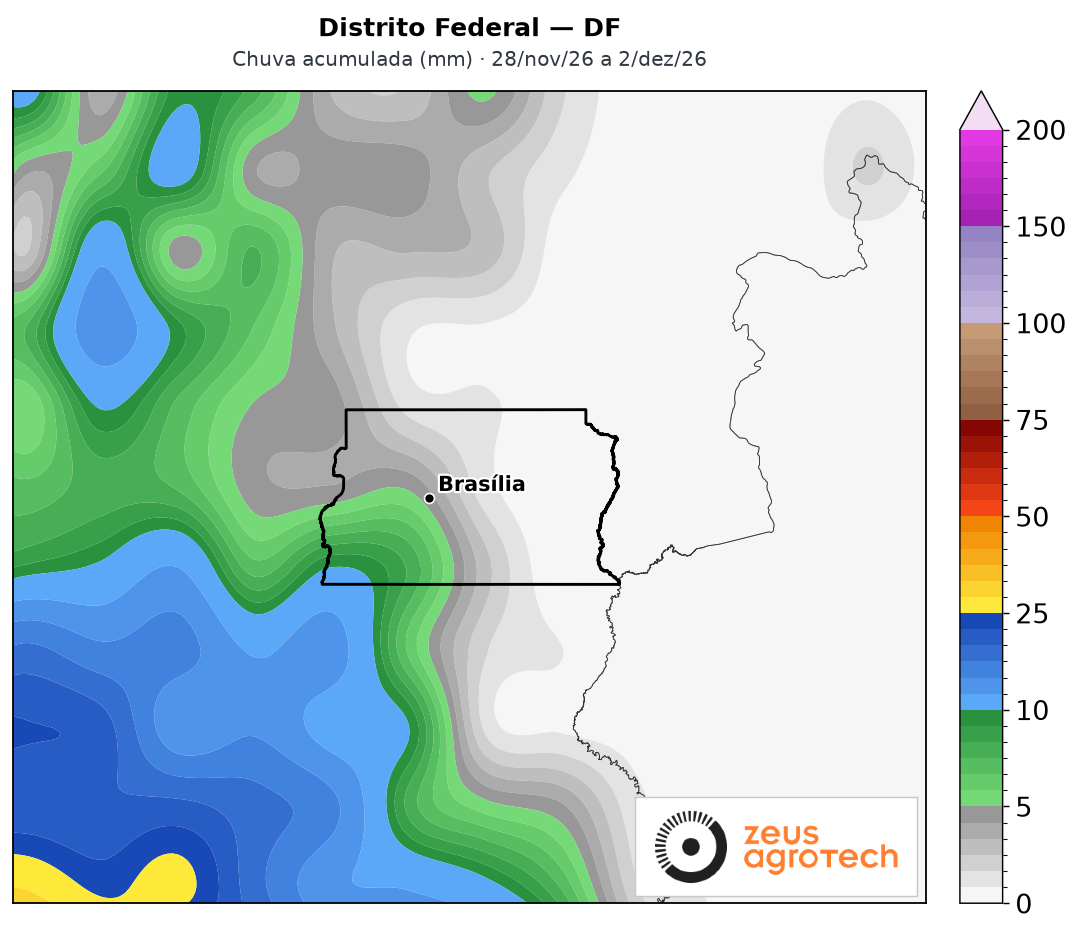 Distrito Federal — DF
Chuva acumulada (mm) · 28/nov/26 a 2/dez/26
Brasília
200
150
100
75
50
25
10
5
0
zeus
agrotech